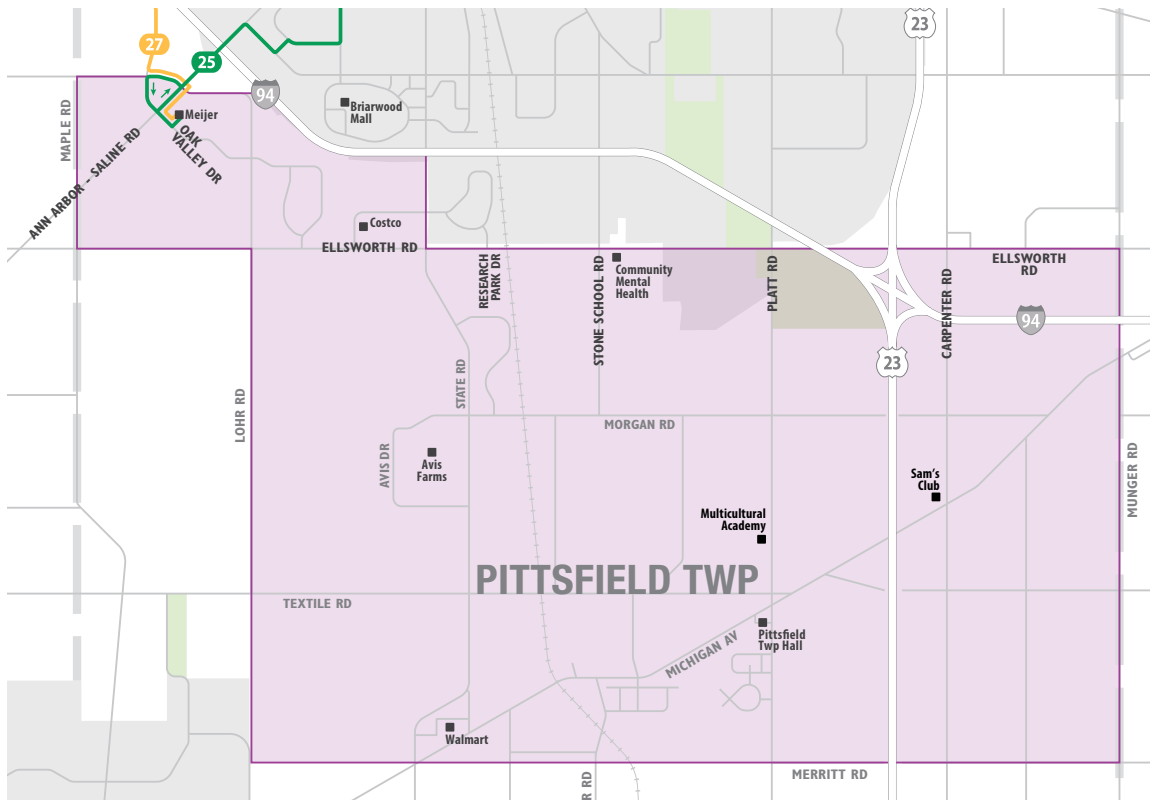 23
27
25
94
Briarwood
Mall
Meijer
MAPLE RD
OAK
VALLEY DR
ANN ARBOR - SALINE RD
Costco
ELLSWORTH RD
ELLSWORTH
RD
RESEARCH
PARK DR
STONE SCHOOL RD
Community
Mental
Health
PLATT RD
CARPENTER RD
94
23
STATE RD
LOHR RD
MORGAN RD
AVIS DR
Avis
Farms
Sam's
Club
MUNGER RD
Multicultural
Academy
PITTSFIELD TWP
TEXTILE RD
Pittsfield
Twp Hall
MICHIGAN AV
Walmart
MERRITT RD
R RD